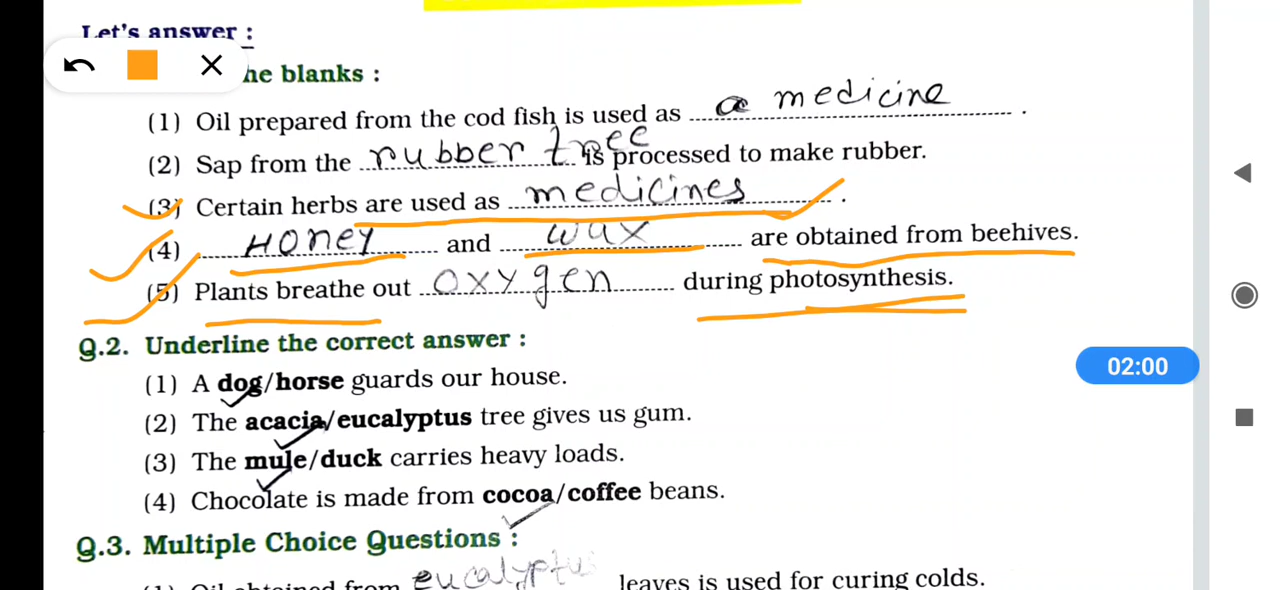 Let's answer :
he blanks :
(1) Oil prepared from the cod fish is used as a medicine .
(2) Sap from the rubber tree is processed to make rubber.
(3) Certain herbs are used as medicines .
(4) Honey and wax are obtained from beehives.
(5) Plants breathe out oxygen during photosynthesis.
02:00
Q.2. Underline the correct answer :
(1) A dog/horse guards our house.
(2) The acacia/eucalyptus tree gives us gum.
(3) The mule/duck carries heavy loads.
(4) Chocolate is made from cocoa/coffee beans.
Q.3. Multiple Choice Questions :
(1) Oil obtained from eucalyptus leaves is used for curing colds.